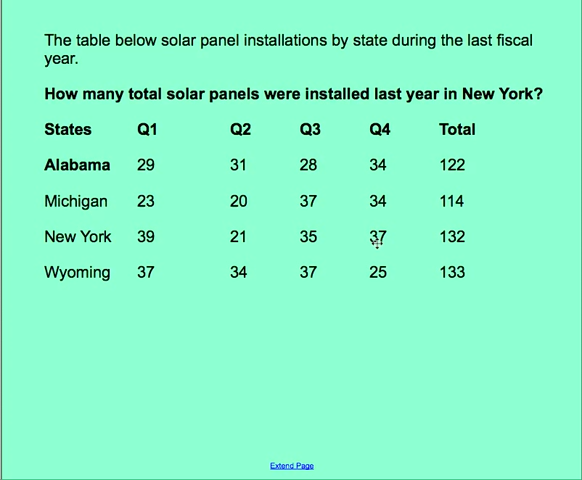 The table below solar panel installations by state during the last fiscal
year.
How many total solar panels were installed last year in New York?
States Q1 Q2 Q3 Q4 Total
Alabama 29 31 28 34 122
Michigan 23 20 37 34 114
New York 39 21 35 37 132
Wyoming 37 34 37 25 133
Extend Page